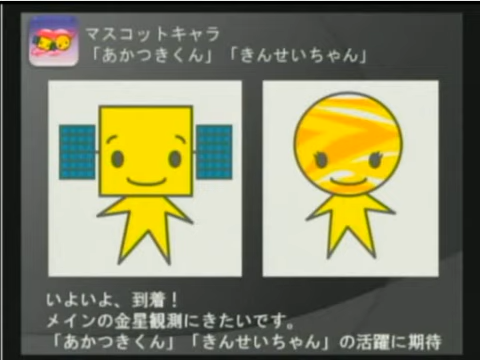 マスコットキャラ
「あかつきくん」「きんせいちゃん」
いよいよ、到着！
メインの金星観測にきたいです。
「あかつきくん」「きんせいちゃん」の活躍に期待